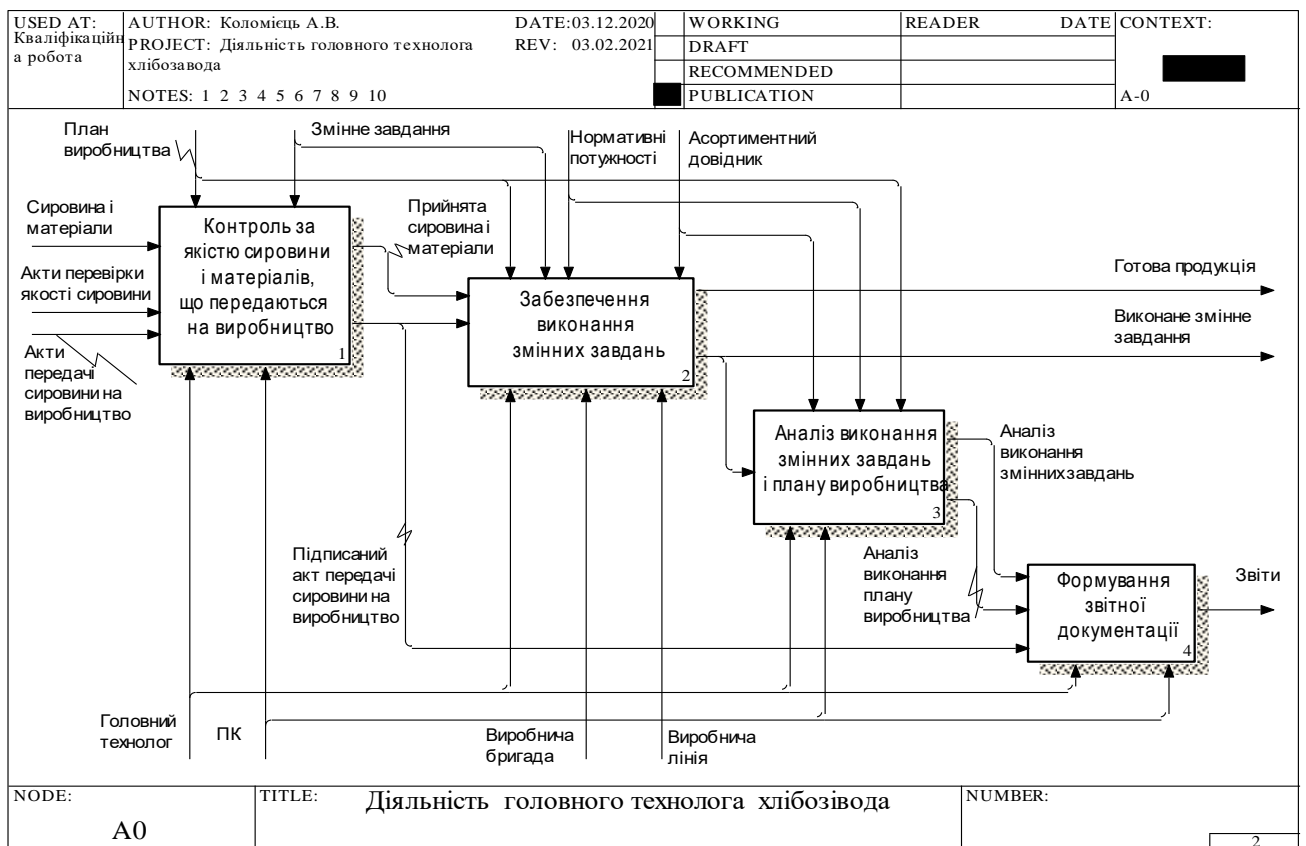 USED AT:
Кваліфікаційн
а робота
AUTHOR: Коломієць А.В.
DATE:03.12.2020
PROJECT: Діяльність головного технолога
хлібозавода
REV: 03.02.2021
NOTES: 1 2 3 4 5 6 7 8 9 10
WORKING
DRAFT
RECOMMENDED
PUBLICATION
READER DATE
CONTEXT:
A-0
План
виробництва
Змінне завдання
Нормативні
потужності
Асортиментний
довідник
Сировина і
матеріали
Акти перевірки
якості сировини
Акти
передачі
сировини на
виробництво
Контроль за
якістю сировини
і матеріалів,
що передаються
на виробництво
1
Прийнята
сировина і
матеріали
Забезпечення
виконання
змінних завдань
2
Готова продукція
Виконане змінне
завдання
Аналіз виконання
змінних завдань
і плану виробництва
3
Аналіз
виконання
змінних завдань
Підписаний
акт передачі
сировини на
виробництво
Аналіз
виконання
плану
виробництва
Формування
звітної
документації
4
Звіти
Головний
технолог
ПК
Виробнича
бригада
Виробнича
лінія
NODE:
A0
TITLE:
Діяльність головного технолога хлібозівода
NUMBER:
2